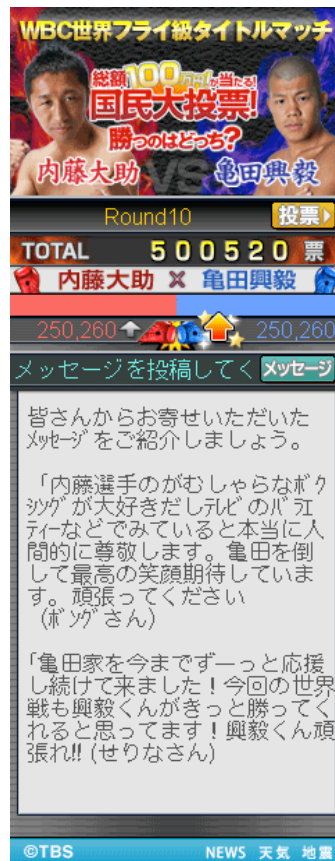 WBC世界フライ級タイトルマッチ
総額100万円が当たる!
国民大投票!
勝つのはどっち?
内藤大助 VS 亀田興毅
Round10 投票
TOTAL 500520 票
内藤大助 × 亀田興毅
250,260 250,260
メッセージを投稿してく メッセージ
皆さんからお寄せいただいた
ﾒｯｾｰｼﾞをご紹介しましょう。
「内藤選手のがむしゃらなﾎﾞｸ
ｼﾝｸﾞが大好きだしﾃﾚﾋﾞのﾊﾞﾗｴ
ﾃｨｰなどでみていると本当に人
間的に尊敬します。亀田を倒
して最高の笑顔期待していま
す。頑張ってください
(ﾎﾞﾝｸﾞさん)
「亀田家を今までずーっと応援
し続けて来ました!今回の世界
戦も興毅くんがきっと勝ってく
れると思ってます!興毅くん頑
張れ!!(せりなさん)
©TBS NEWS 天気 地震